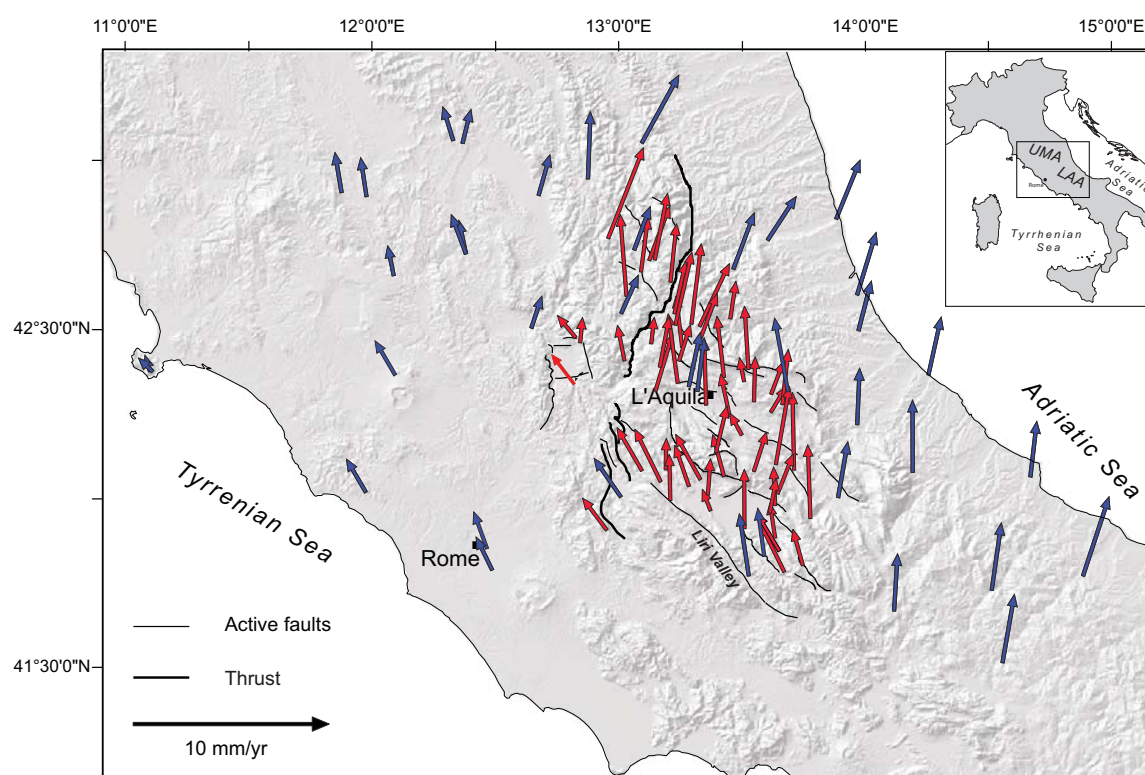 11°0'0"E
12°0'0"E
13°0'0"E
14°0'0"E
15°0'0"E
UMA
LAA
Rome
Adriatic
Sea
Tyrrhenian
Sea
42°30'0"N
L'Aquila
Adriatic Sea
Tyrrenian Sea
Rome
Liri Valley
Active faults
Thrust
41°30'0"N
10 mm/yr